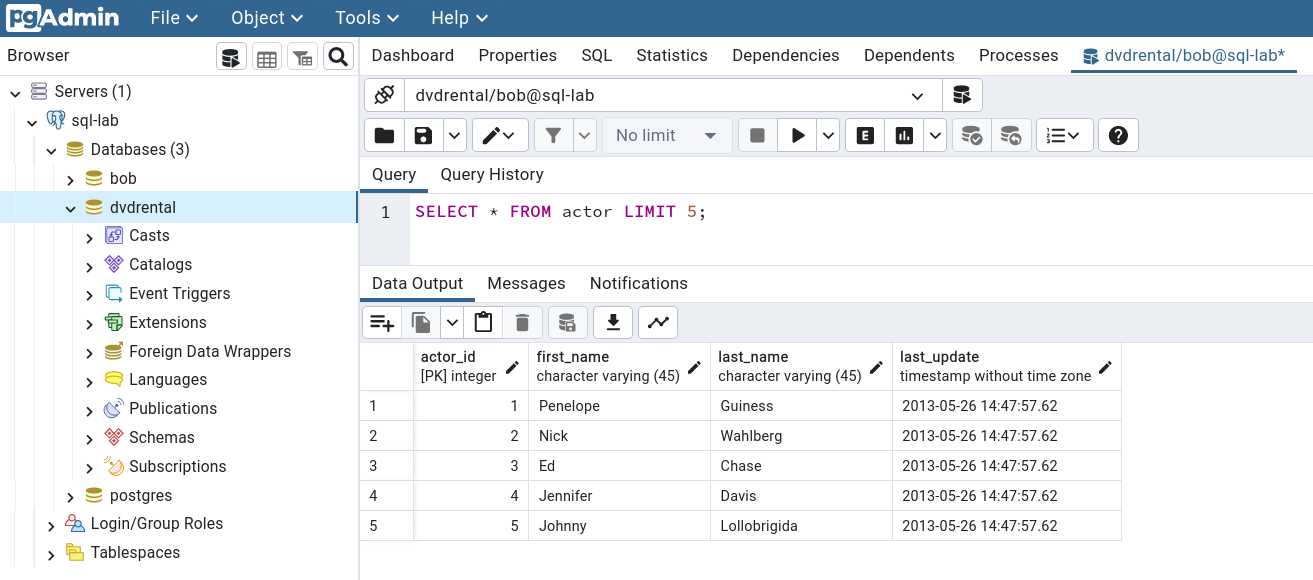 pgAdmin File Object Tools Help
Browser
Dashboard Properties SQL Statistics Dependencies Dependents Processes dvdrental/bob@sql-lab*
Servers (1)
sql-lab
Databases (3)
bob
dvdrental
Casts
Catalogs
Event Triggers
Extensions
Foreign Data Wrappers
Languages
Publications
Schemas
Subscriptions
postgres
Login/Group Roles
Tablespaces
dvdrental/bob@sql-lab
No limit E ?
Query Query History
1 SELECT * FROM actor LIMIT 5;
Data Output Messages Notifications
actor_id first_name last_name last_update
[PK] integer character varying (45) character varying (45) timestamp without time zone
1 1 Penelope Guiness 2013-05-26 14:47:57.62
2 2 Nick Wahlberg 2013-05-26 14:47:57.62
3 3 Ed Chase 2013-05-26 14:47:57.62
4 4 Jennifer Davis 2013-05-26 14:47:57.62
5 5 Johnny Lollobrigida 2013-05-26 14:47:57.62